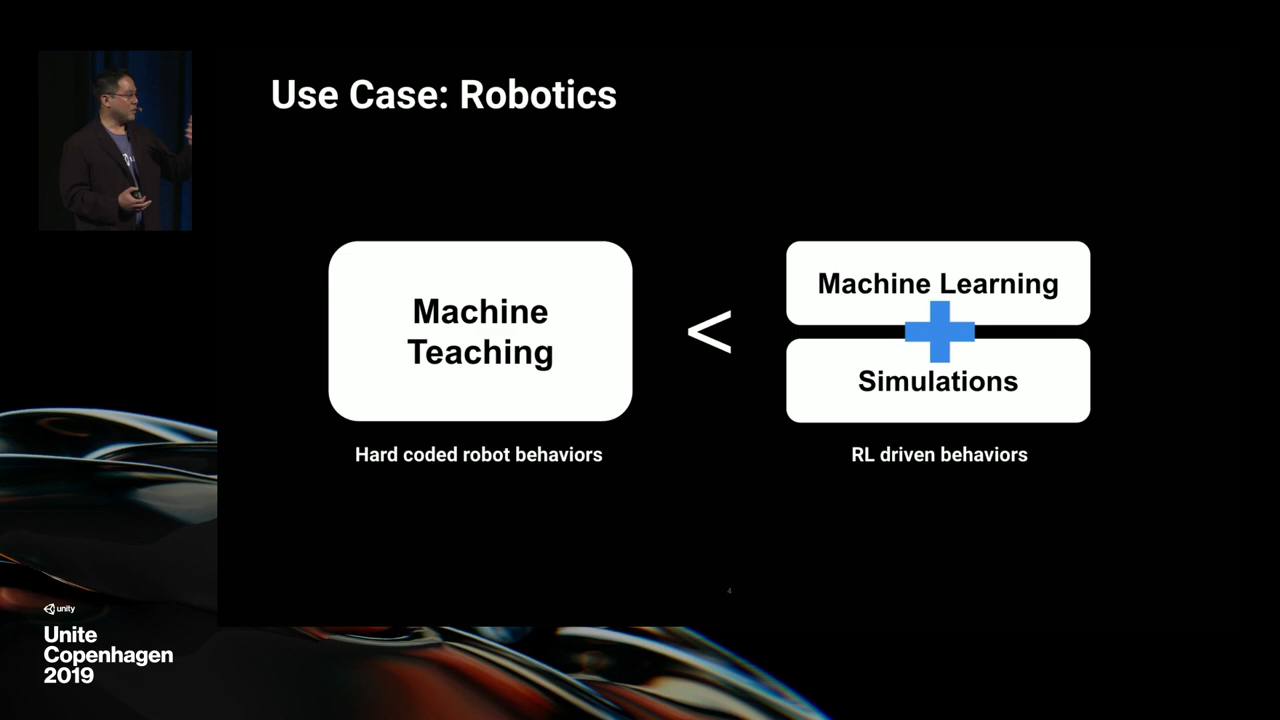 Use Case: Robotics
Machine
Teaching
<
Machine Learning
Simulations
Hard coded robot behaviors
RL driven behaviors
4
unity
Unite
Copenhagen
2019